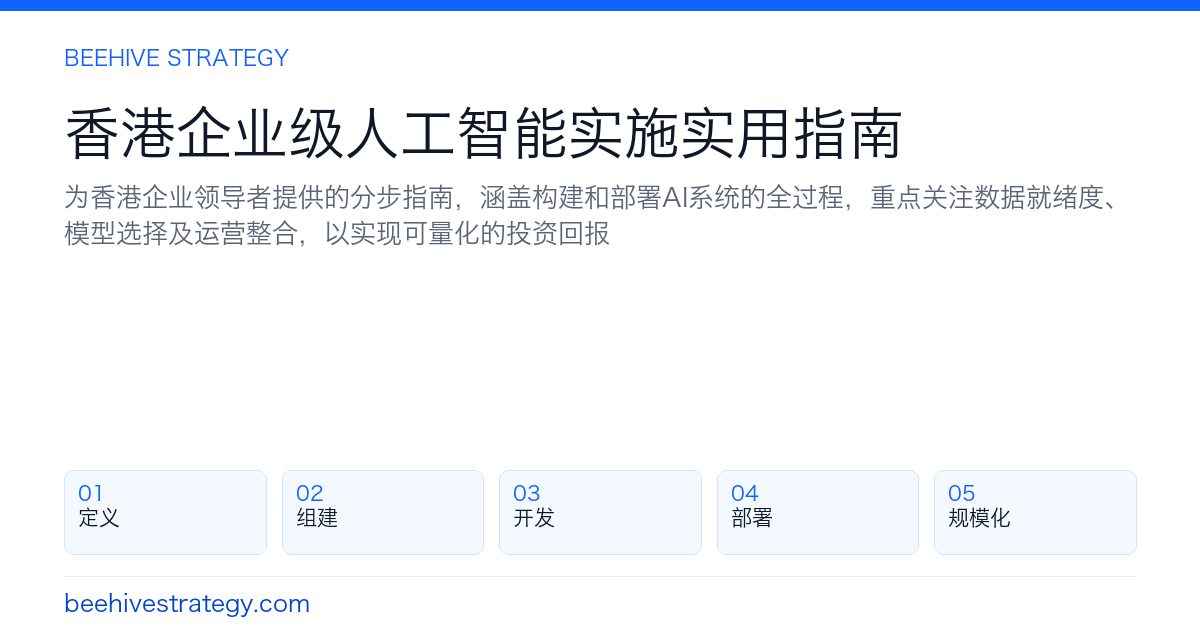 BEEHIVE STRATEGY
香港企业级人工智能实施实用指南
为香港企业领导者提供的分步指南，涵盖构建和部署AI系统的全过程，重点关注数据就绪度、
模型选择及运营整合，以实现可量化的投资回报
01
定义
02
组建
03
开发
04
部署
05
规模化
beehivestrategy.com